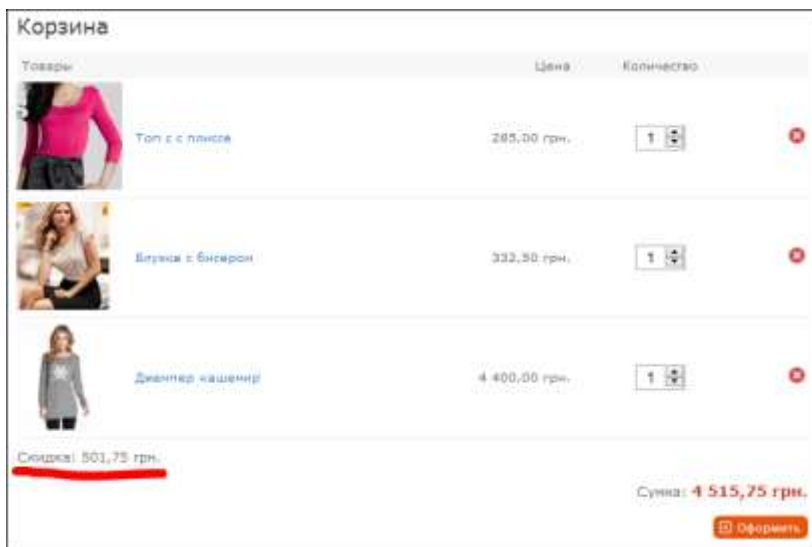 Корзина
Товары Цена Количество
Топ с с плиссе 285,00 грн. 1
Блузка с бисером 332,50 грн. 1
Джемпер кашемир 4 400,00 грн. 1
Скидка: 501,75 грн.
Сумма: 4 515,75 грн.
Оформить